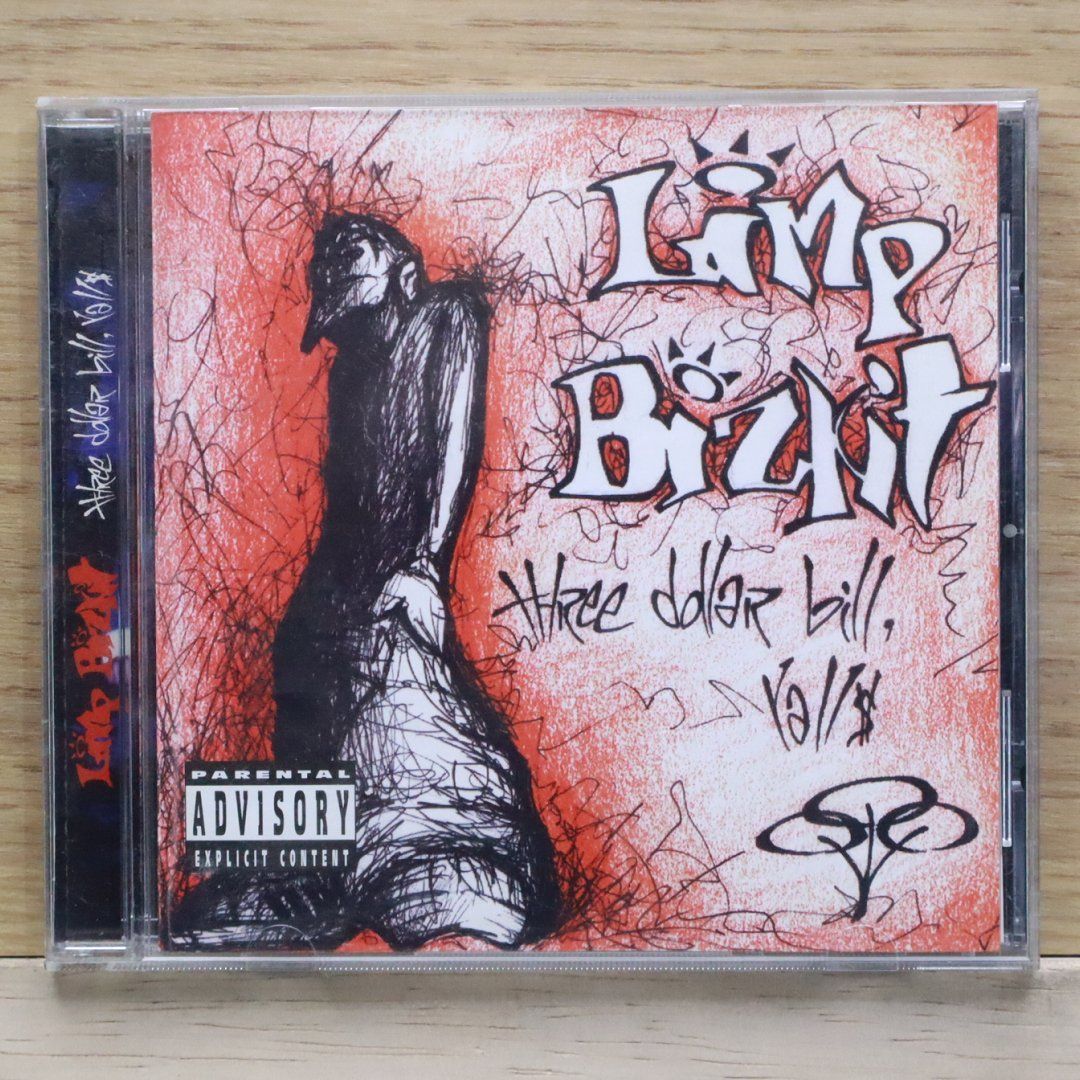 Limp
Bizkit
three dollar bill,
Yall$
PARENTAL
ADVISORY
EXPLICIT CONTENT
Limp Bizkit three dollar bill, Yall$